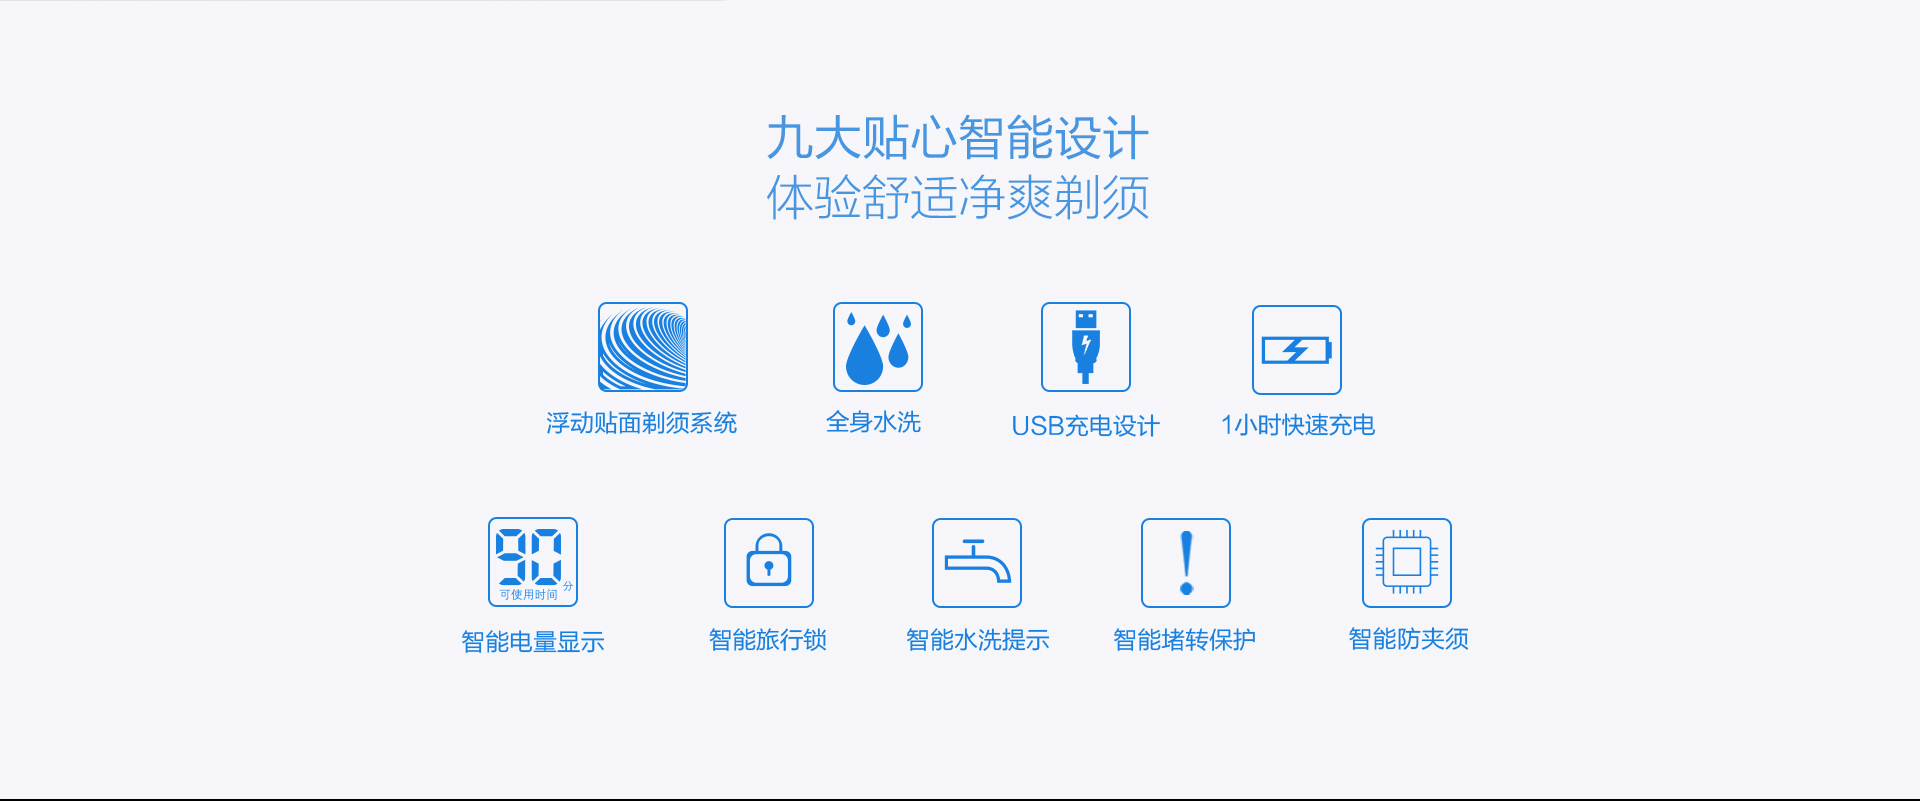 九大贴心智能设计
体验舒适净爽剃须
浮动贴面剃须系统
全身水洗
USB充电设计
1小时快速充电
90
分
可使用时间
智能电量显示
智能旅行锁
智能水洗提示
智能堵转保护
智能防夹须